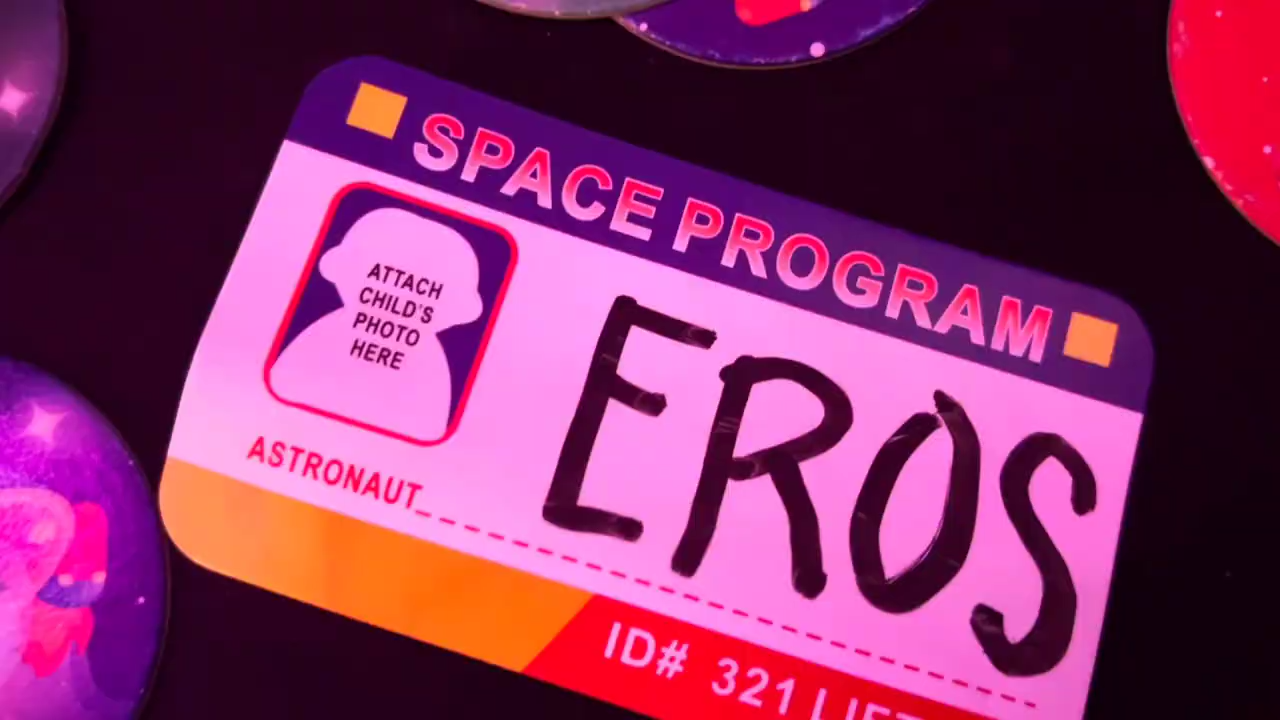 SPACE PROGRAM
ATTACH
CHILD'S
PHOTO
HERE
EROS
ASTRONAUT
ID# 321